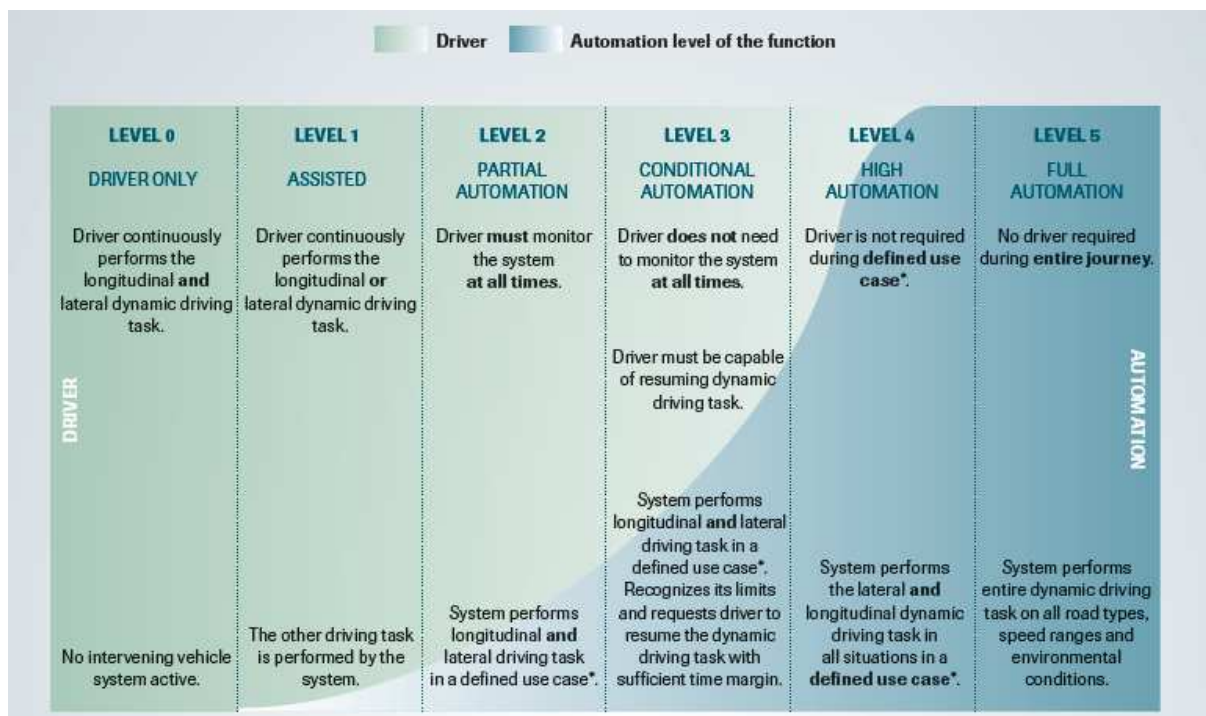 Driver
Automation level of the function
LEVEL 0
DRIVER ONLY
Driver continuously
performs the
longitudinal and
lateral dynamic driving
task.
No intervening vehicle
system active.
LEVEL 1
ASSISTED
Driver continuously
performs the
longitudinal or
lateral dynamic driving
task.
The other driving task
is performed by the
system.
LEVEL 2
PARTIAL
AUTOMATION
Driver must monitor
the system
at all times.
System performs
longitudinal and
lateral driving task
in a defined use case*.
LEVEL 3
CONDITIONAL
AUTOMATION
Driver does not need
to monitor the system
at all times.
Driver must be capable
of resuming dynamic
driving task.
System performs
longitudinal and lateral
driving task in a
defined use case*.
Recognizes its limits
and requests driver to
resume the dynamic
driving task with
sufficient time margin.
LEVEL 4
HIGH
AUTOMATION
Driver is not required
during defined use
case*.
System performs
the lateral and
longitudinal dynamic
driving task in
all situations in a
defined use case*.
LEVEL 5
FULL
AUTOMATION
No driver required
during entire journey.
System performs
entire dynamic driving
task on all road types,
speed ranges and
environmental
conditions.
DRIVER
AUTOMATION